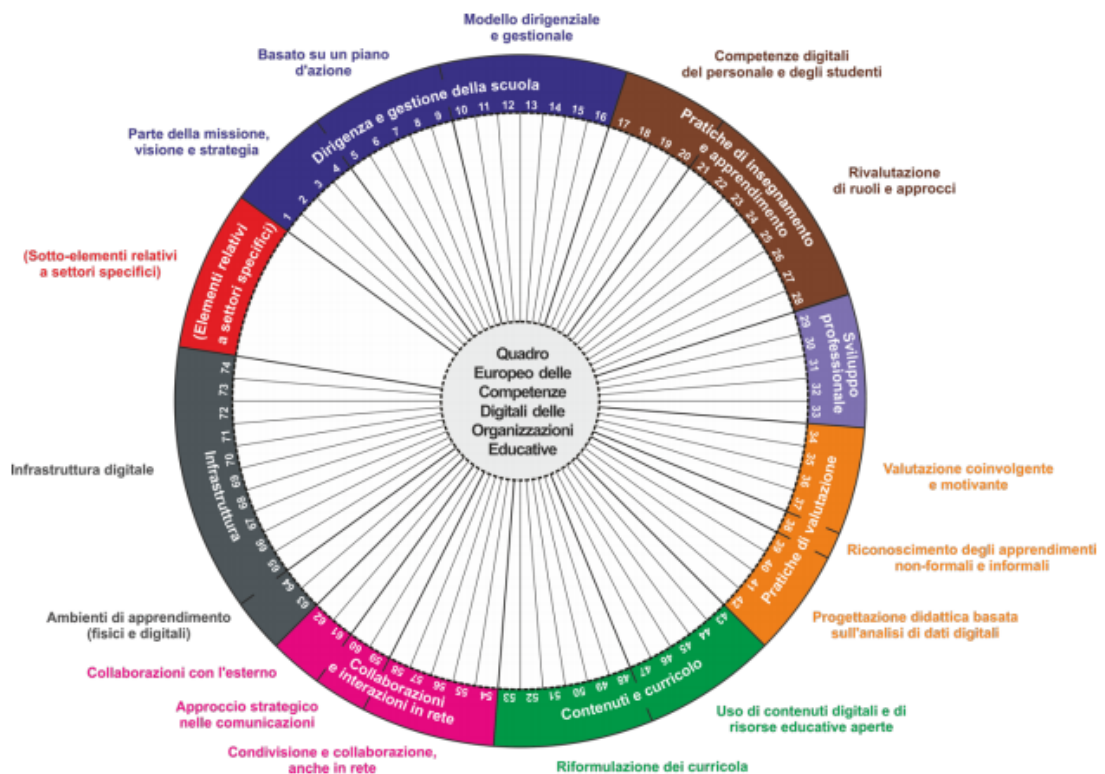 Modello dirigenziale
e gestionale
Basato su un piano
d'azione
Competenze digitali
del personale e degli studenti
Parte della missione,
visione e strategia
Rivalutazione
di ruoli e approcci
(Sotto-elementi relativi
a settori specifici)
Infrastruttura digitale
Valutazione coinvolgente
e motivante
Riconoscimento degli apprendimenti
non-formali e informali
Ambienti di apprendimento
(fisici e digitali)
Progettazione didattica basata
sull'analisi di dati digitali
Collaborazioni con l'esterno
Approccio strategico
nelle comunicazioni
Uso di contenuti digitali e di
risorse educative aperte
Condivisione e collaborazione,
anche in rete
Riformulazione dei curricola
Dirigenza e gestione della scuola
Pratiche di insegnamento
e apprendimento
Sviluppo
professionale
Pratiche di valutazione
Contenuti e curricolo
Collaborazioni
e interazioni in rete
Infrastruttura
(Elementi relativi
a settori specifici)
1 2 3 4 5 6 7 8 9 10 11 12 13 14 15 16
17 18 19 20 21 22 23 24 25 26 27 28
29 30 31 32 33
34 35 36 37 38 39 40 41 42
43 44 45 46 47 48 49 50 51 52 53
54 55 56 57 58 59 60 61 62
63 64 65 66 67 68 69 70 71 72 73 74
Quadro
Europeo delle
Competenze
Digitali delle
Organizzazioni
Educative